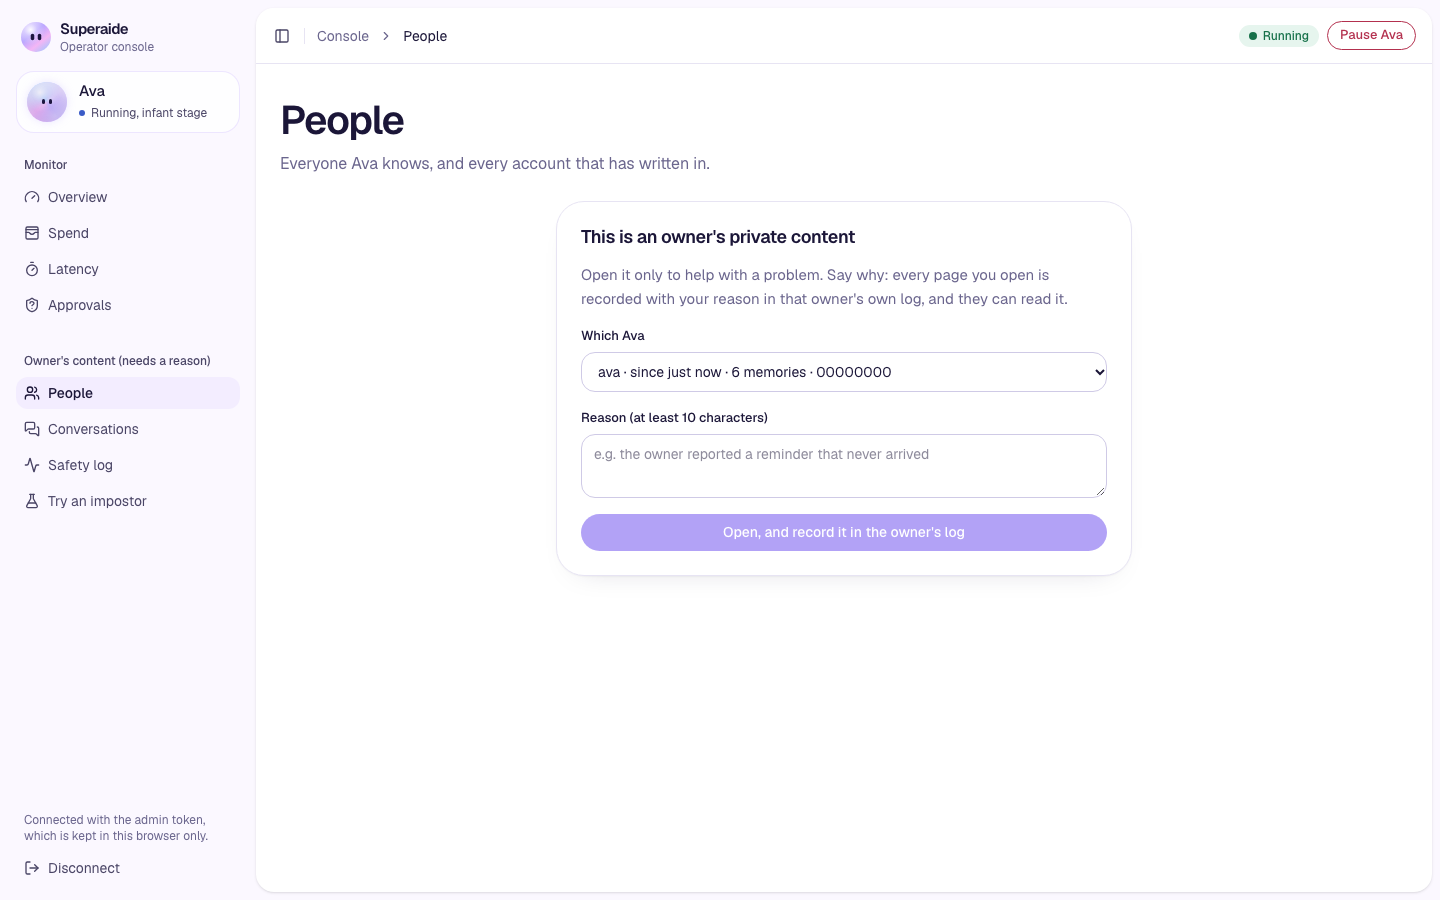 Superaide
Operator console
Ava
Running, infant stage
Monitor
Overview
Spend
Latency
Approvals
Owner's content (needs a reason)
People
Conversations
Safety log
Try an impostor
Connected with the admin token,
which is kept in this browser only.
Disconnect
Console
People
Running
Pause Ava
People
Everyone Ava knows, and every account that has written in.
This is an owner's private content
Open it only to help with a problem. Say why: every page you open is
recorded with your reason in that owner's own log, and they can read it.
Which Ava
ava · since just now · 6 memories · 00000000
Reason (at least 10 characters)
e.g. the owner reported a reminder that never arrived
Open, and record it in the owner's log